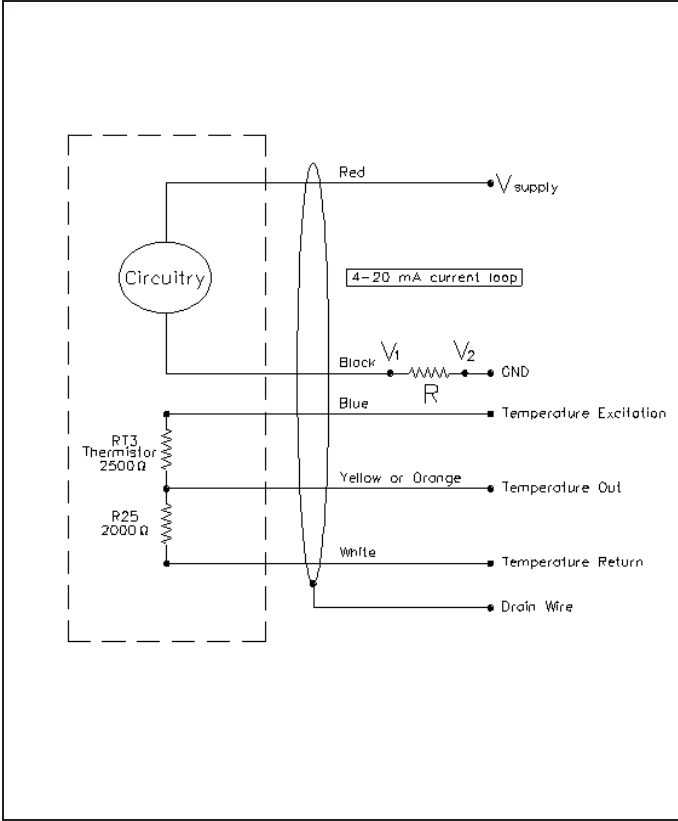 Red
V supply
Circuitry
4-20 mA current loop
Black
V1
V2
R
GND
Blue
Temperature Excitation
RT3
Thermistor
2500Ω
Yellow or Orange
Temperature Out
R25
2000Ω
White
Temperature Return
Drain Wire